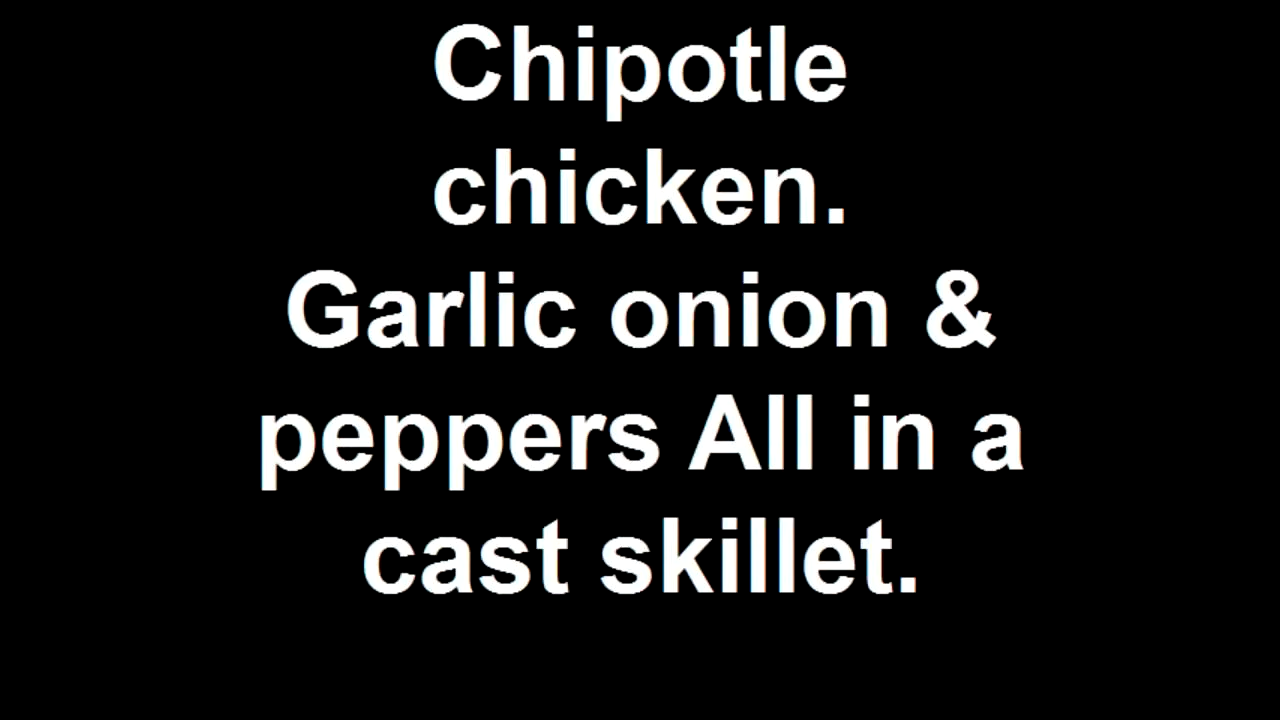 Chipotle
chicken.
Garlic onion &
peppers All in a
cast skillet.